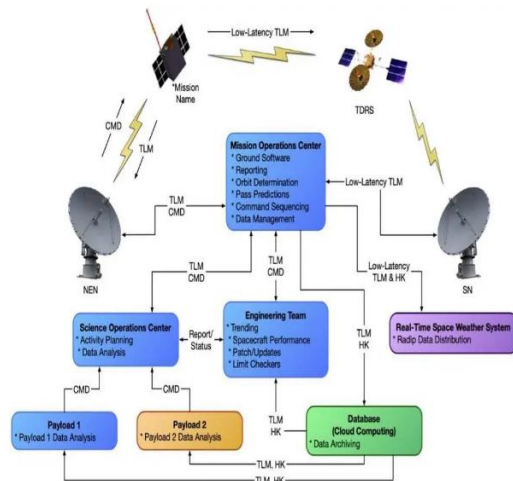 Low-Latency TLM
*Mission
Name
TDRS
CMD
TLM
Mission Operations Center
* Ground Software
* Reporting
* Orbit Determination
* Pass Predictions
* Command Sequencing
* Data Management
Low-Latency TLM
TLM
CMD
NEN
SN
TLM
CMD
TLM
CMD
Low-Latency
TLM & HK
Science Operations Center
* Activity Planning
* Data Analysis
Report/
Status
Engineering Team
* Trending
* Spacecraft Performance
* Patch/Updates
* Limit Checkers
TLM
HK
Real-Time Space Weather System
* Radip Data Distribution
CMD
CMD
Payload 1
* Payload 1 Data Analysis
Payload 2
* Payload 2 Data Analysis
TLM
HK
Database
(Cloud Computing)
* Data Archiving
TLM, HK
TLM, HK